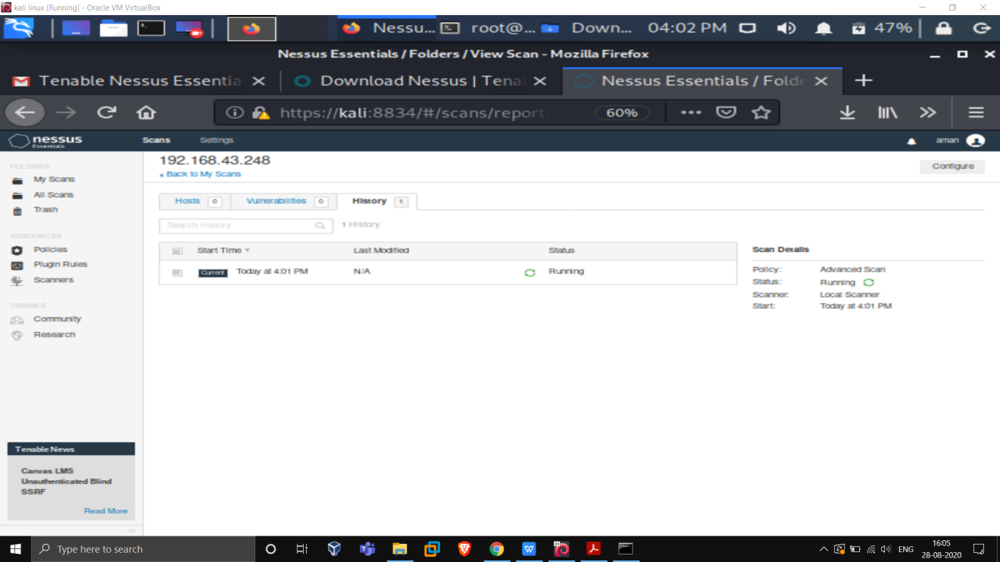 kali linux [Running] - Oracle VM VirtualBox
Nessu... root@... Down... 04:02 PM 47%
Nessus Essentials / Folders / View Scan - Mozilla Firefox
Tenable Nessus Essentia Download Nessus | Tena Nessus Essentials / Folde
https://kali:8834/#/scans/reports 60%
nessus Essentials Scans Settings aman
FOLDERS
My Scans
All Scans
Trash
RESOURCES
Policies
Plugin Rules
Scanners
TENABLE
Community
Research
192.168.43.248
Back to My Scans
Configure
Hosts 0 Vulnerabilities 0 History 1
Search History 1 History
Start Time Last Modified Status
Current Today at 4:01 PM N/A Running
Scan Details
Policy: Advanced Scan
Status: Running
Scanner: Local Scanner
Start: Today at 4:01 PM
Tenable News
Canvas LMS
Unauthenticated Blind
SSRF
Read More
Type here to search
ENG
16:05
28-08-2020